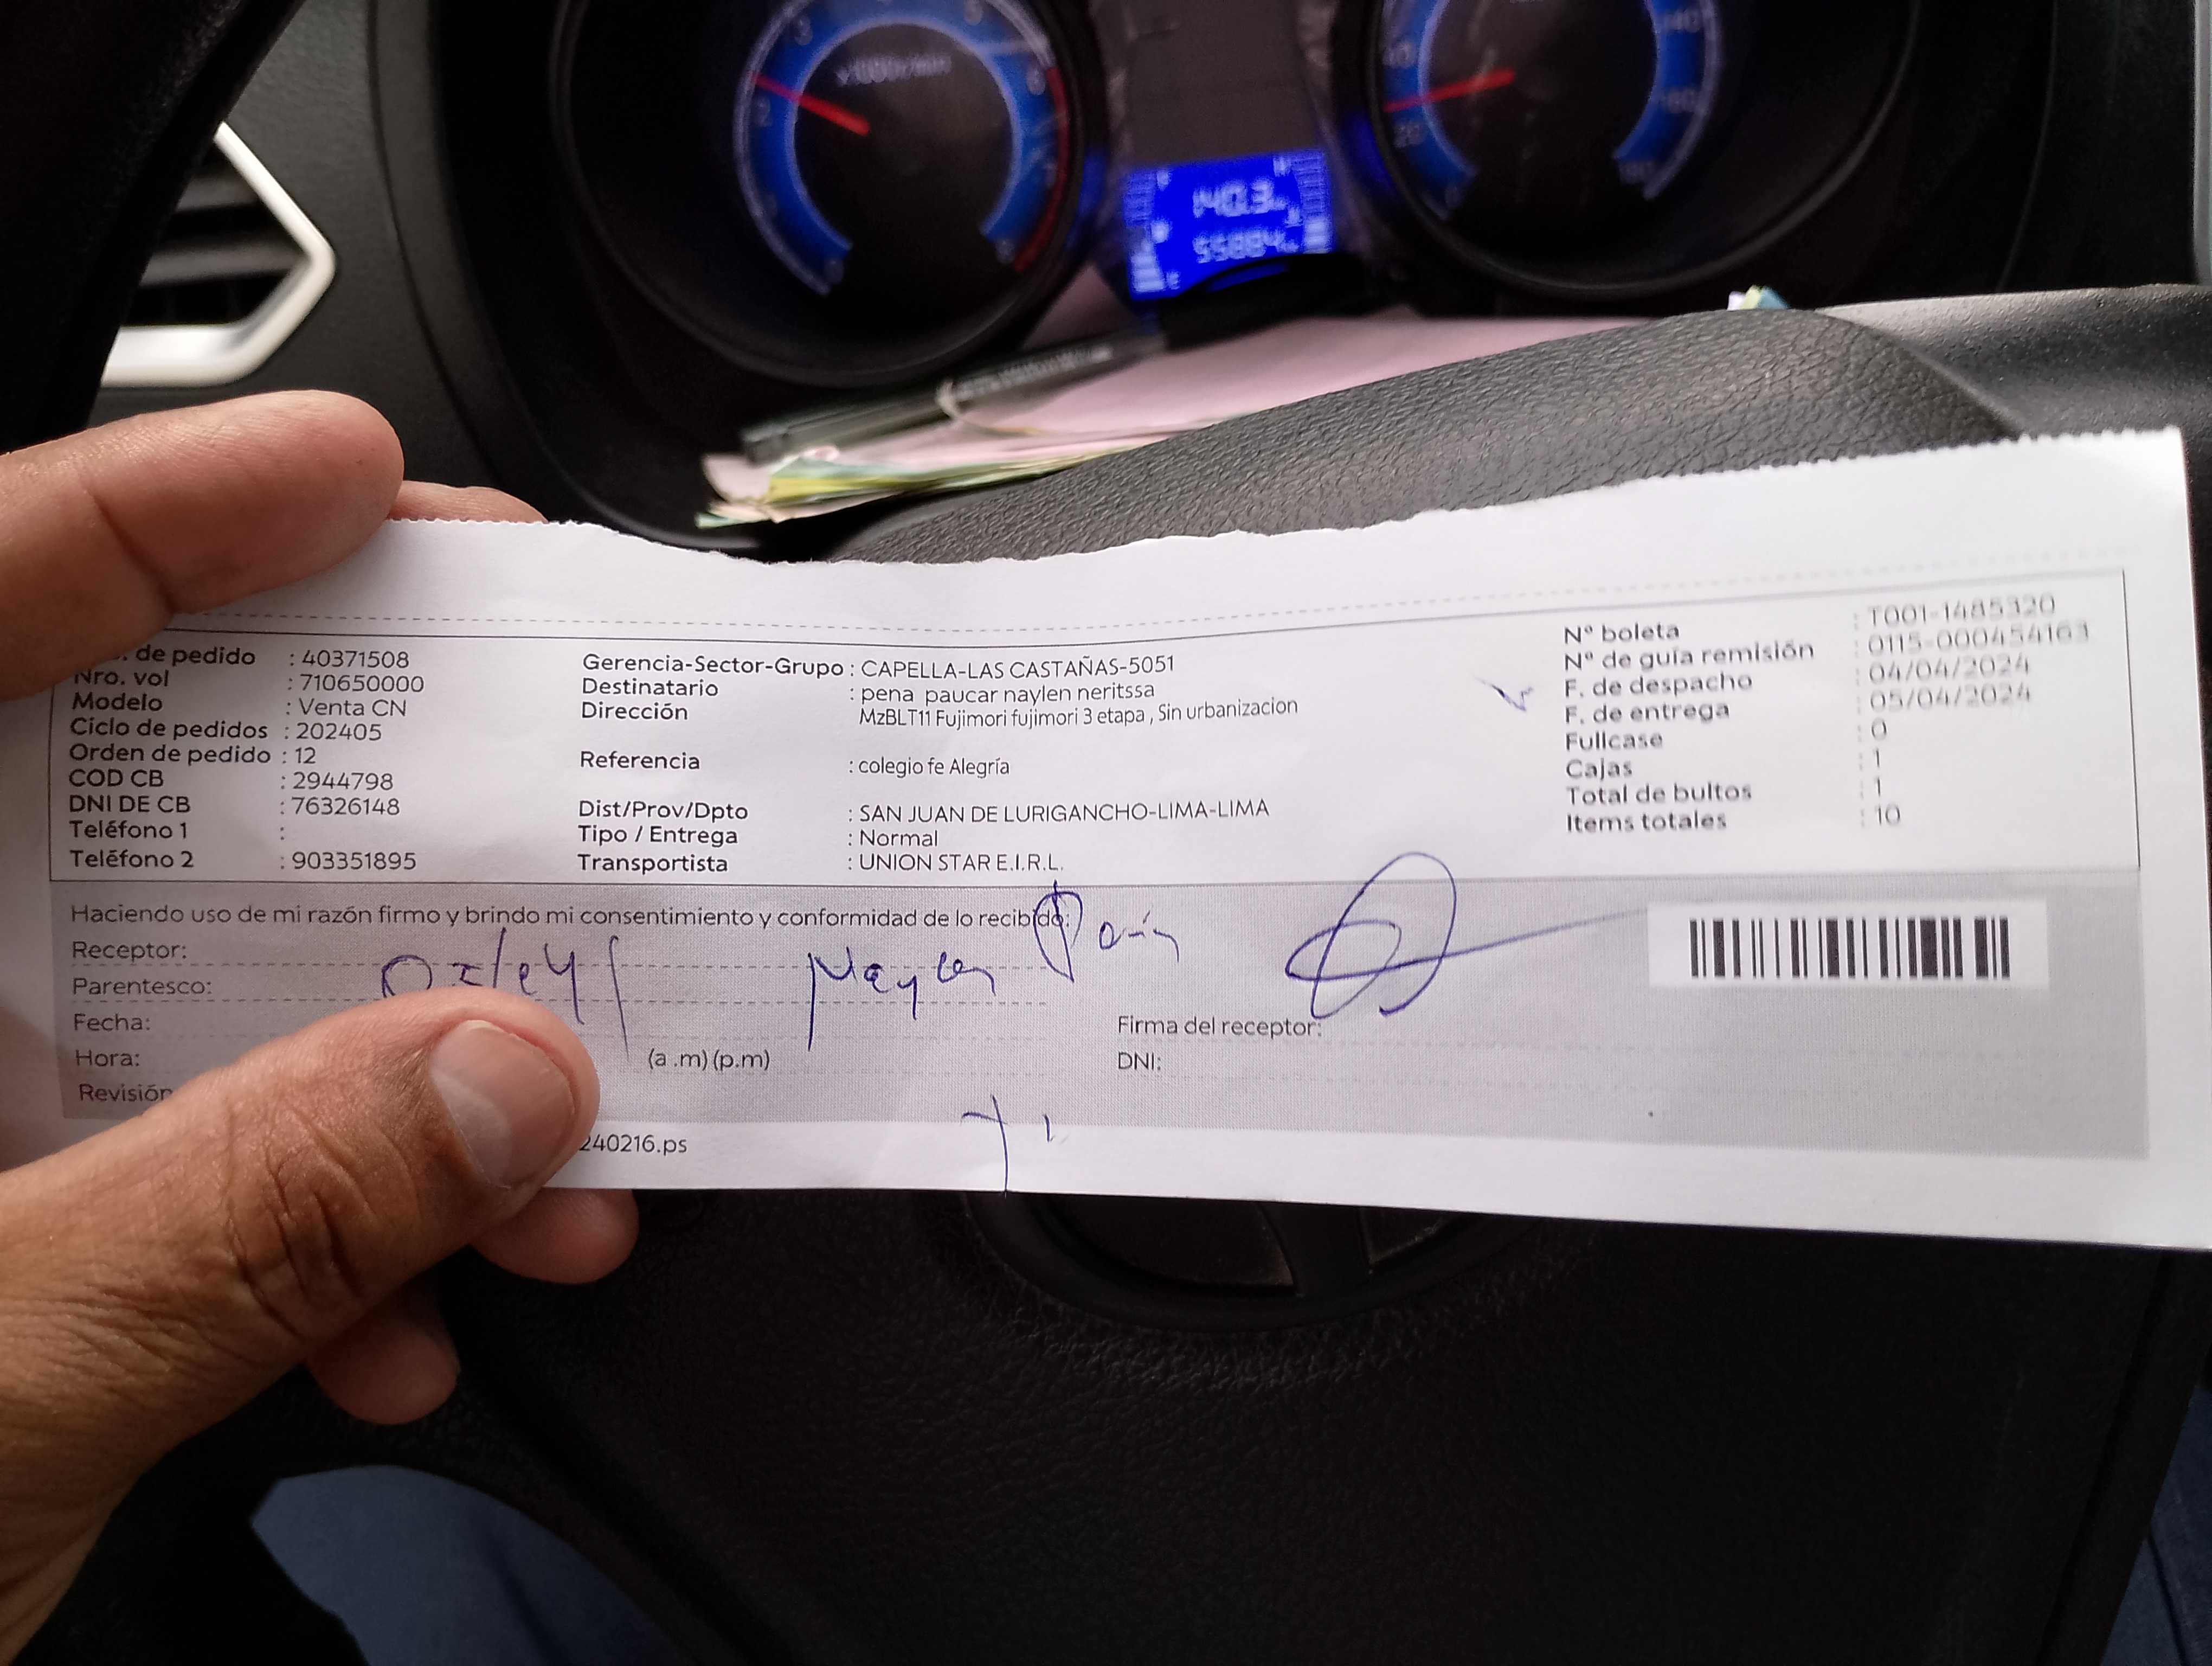 x1000r/min
140.3
55884
. de pedido : 40371508
Nro. vol : 710650000
Modelo : Venta CN
Ciclo de pedidos : 202405
Orden de pedido : 12
COD CB : 2944798
DNI DE CB : 76326148
Teléfono 1 :
Teléfono 2 : 903351895
Gerencia-Sector-Grupo : CAPELLA-LAS CASTAÑAS-5051
Destinatario : pena paucar naylen neritssa
Dirección MzBLT11 Fujimori fujimori 3 etapa , Sin urbanizacion
Referencia : colegio fe Alegría
Dist/Prov/Dpto : SAN JUAN DE LURIGANCHO-LIMA-LIMA
Tipo / Entrega : Normal
Transportista : UNION STAR E.I.R.L.
N° boleta : T001-1485320
N° de guía remisión : 0115-000454163
F. de despacho : 04/04/2024
F. de entrega : 05/04/2024
Fullcase : 0
Cajas : 1
Total de bultos : 1
Items totales : 10
Haciendo uso de mi razón firmo y brindo mi consentimiento y conformidad de lo recibido:
Receptor:
Naylen
Parentesco:
Fecha:
Firma del receptor:
Hora: (a .m) (p.m)
DNI:
Revisión
240216.ps